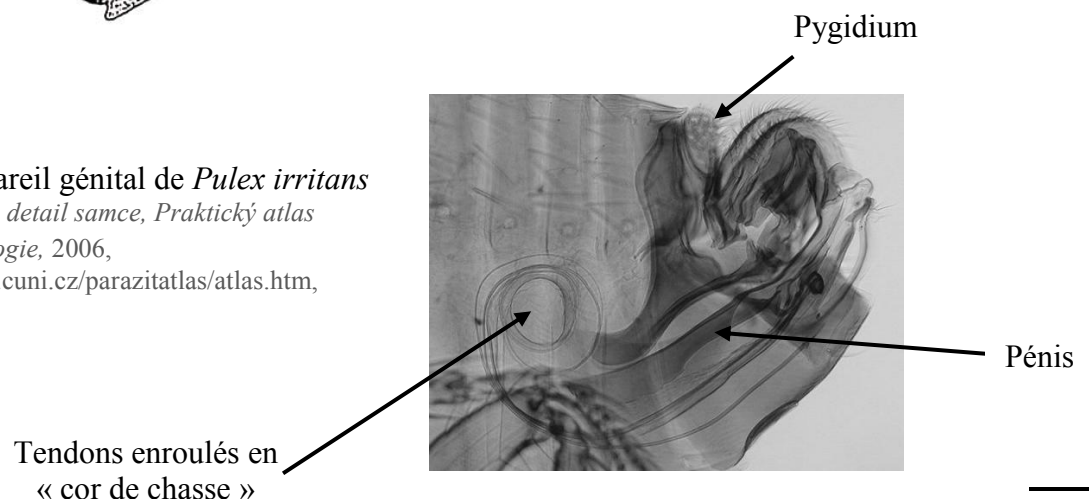 Pygidium
areil génital de Pulex irritans
detail samce, Praktický atlas
ogie, 2006,
.cuni.cz/parazitatlas/atlas.htm,
Pénis
Tendons enroulés en
« cor de chasse »